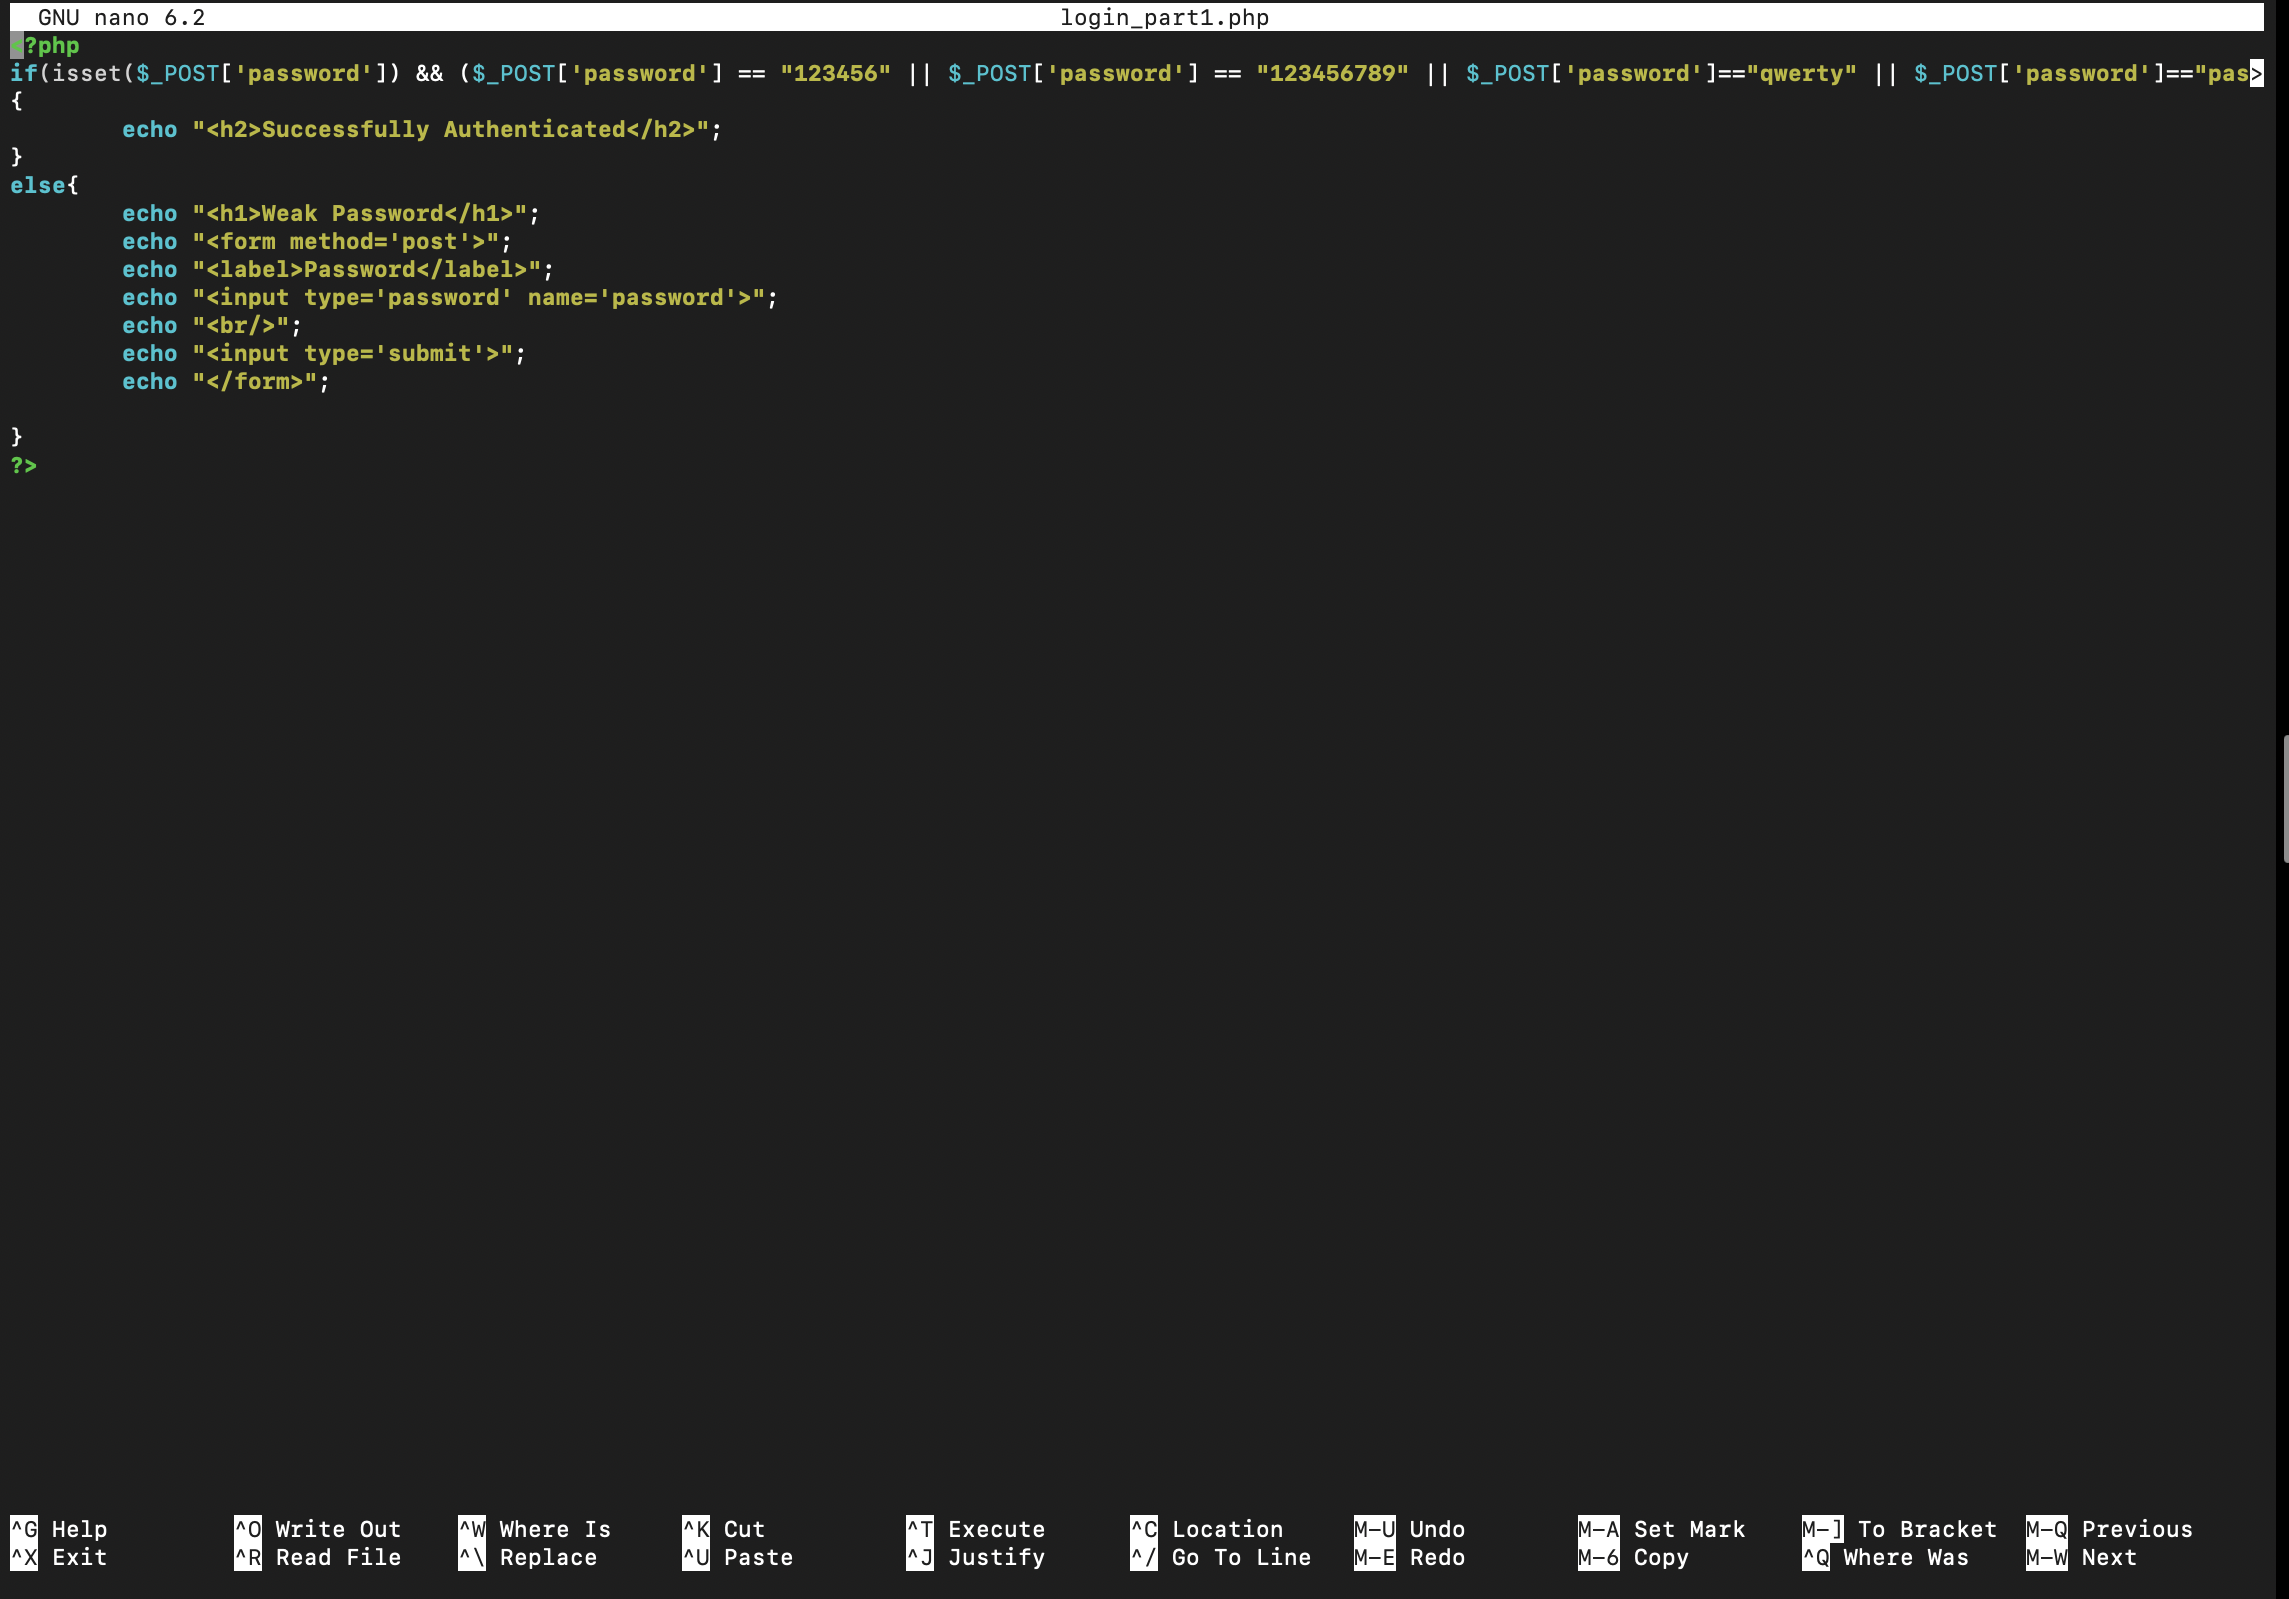 GNU nano 6.2 login_part1.php
<?php
if(isset($_POST['password']) && ($_POST['password'] == "123456" || $_POST['password'] == "123456789" || $_POST['password']=="qwerty" || $_POST['password']=="pas>
{
        echo "<h2>Successfully Authenticated</h2>";
}
else{
        echo "<h1>Weak Password</h1>";
        echo "<form method='post'>";
        echo "<label>Password</label>";
        echo "<input type='password' name='password'>";
        echo "<br/>";
        echo "<input type='submit'>";
        echo "</form>";
}
?>
^G Help ^O Write Out ^W Where Is ^K Cut ^T Execute ^C Location M-U Undo M-A Set Mark M-] To Bracket M-Q Previous
^X Exit ^R Read File ^\ Replace ^U Paste ^J Justify ^/ Go To Line M-E Redo M-6 Copy ^Q Where Was M-W Next